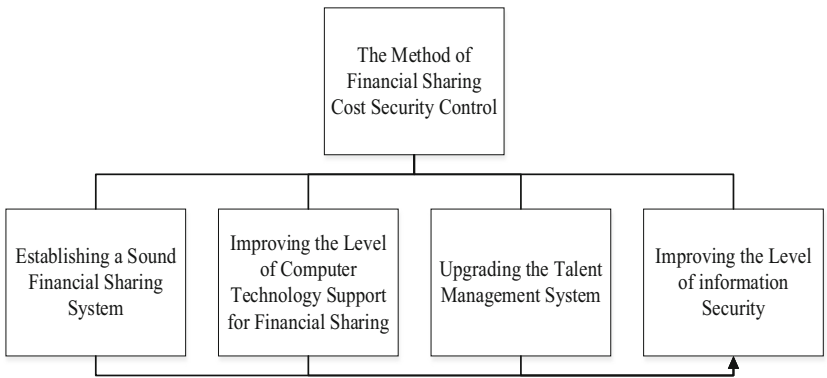 The Method of
Financial Sharing
Cost Security Control
Establishing a Sound
Financial Sharing
System
Improving the Level
of Computer
Technology Support
for Financial Sharing
Upgrading the Talent
Management System
Improving the Level
of information
Security